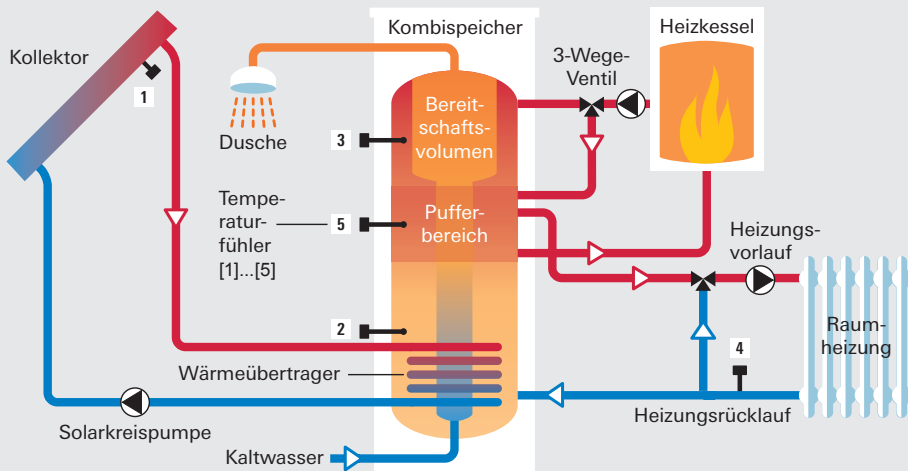 Kombispeicher
Heizkessel
Kollektor
3-Wege-
Ventil
1
Bereit-
schafts-
volumen
3
Dusche
Tempe-
ratur-
fühler
[1]...[5]
5
Puffer-
bereich
Heizungs-
vorlauf
2
Raum-
heizung
4
Wärmeübertrager
Heizungsrücklauf
Solarkreispumpe
Kaltwasser